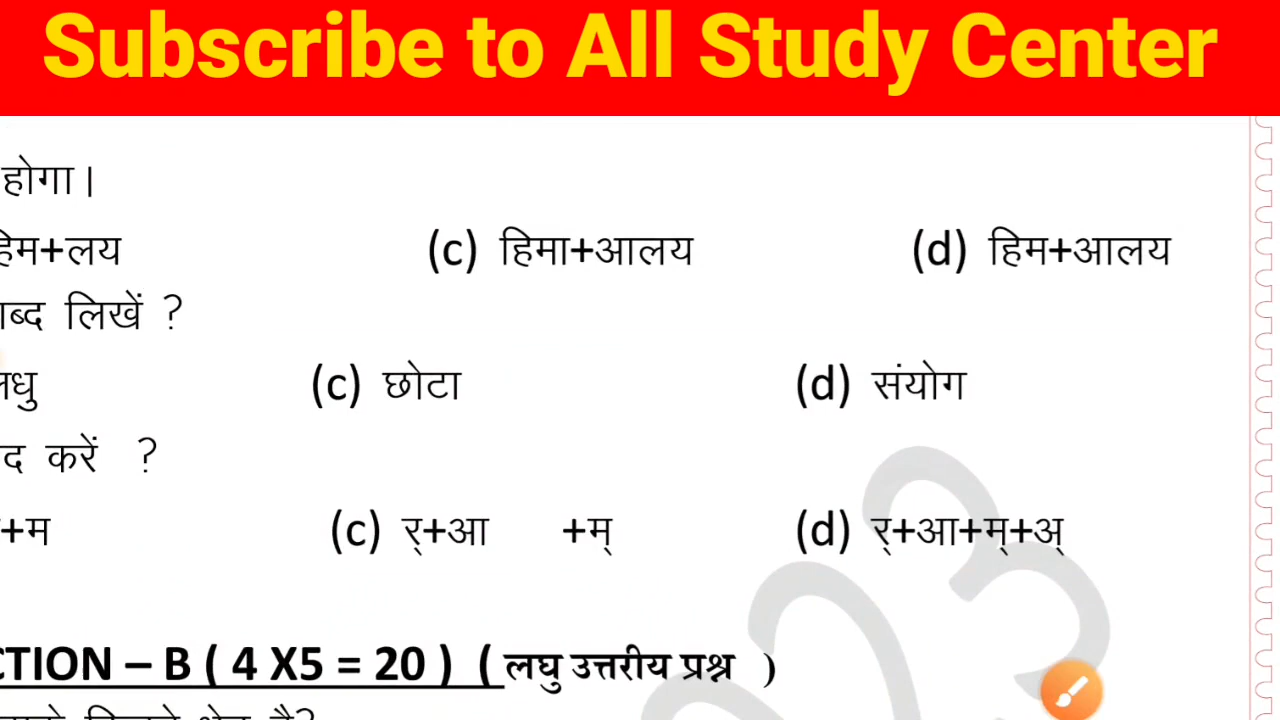 Subscribe to All Study Center
होगा।
हिम+लय (c) हिमा+आलय (d) हिम+आलय
लिखें ?
(c) छोटा (d) संयोग
करें ?
+म (c) र्+आ +म् (d) र्+आ+म्+अ्
CTION – B ( 4 X5 = 20 ) ( लघु उत्तरीय प्रश्न )